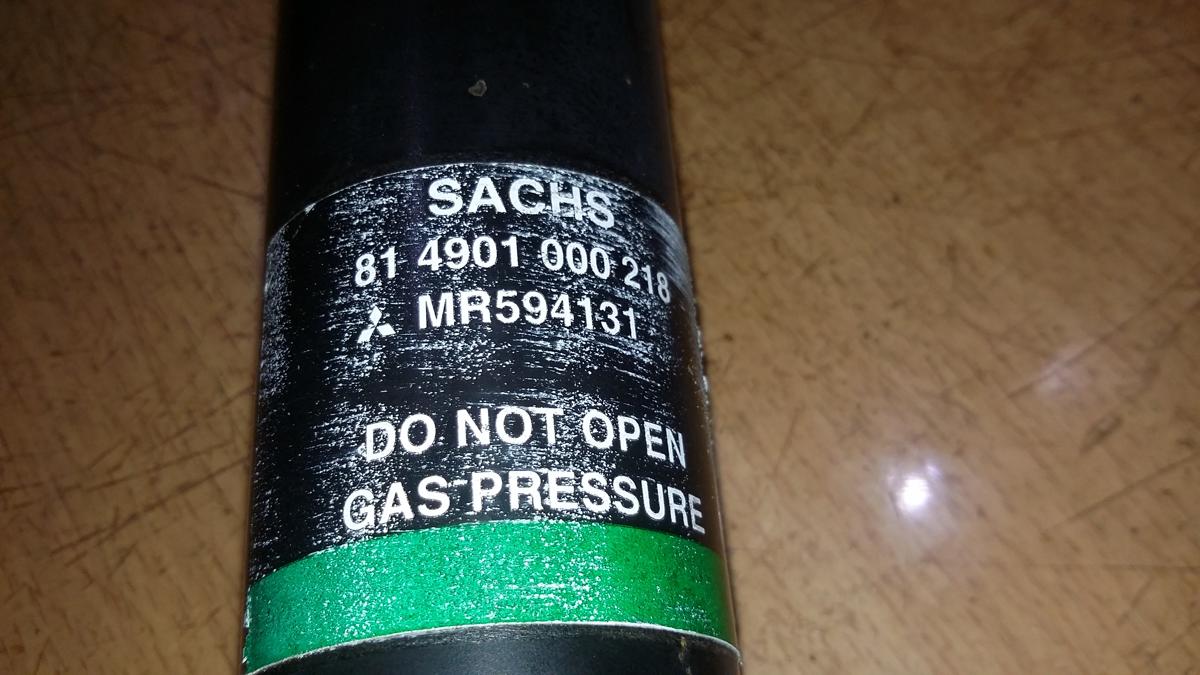 SACHS
81 4901 000 218
MR594131
DO NOT OPEN
GAS-PRESSURE